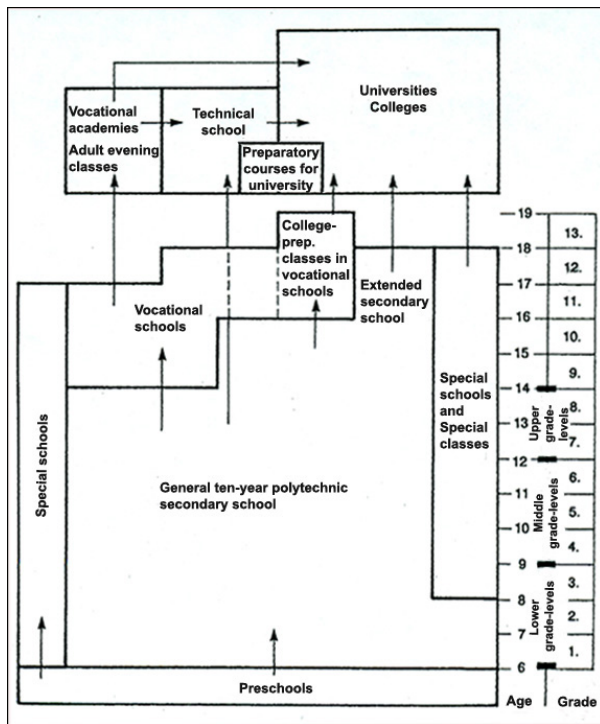 Universities
Colleges
Vocational
academies
Adult evening
classes
Technical
school
Preparatory
courses for
university
College-
prep.
classes in
vocational
schools
Vocational
schools
Extended
secondary
school
Special schools
Special
schools
and
Special
classes
General ten-year polytechnic
secondary school
Preschools
19
18
17
16
15
14
13
12
11
10
9
8
7
6
Age
Upper
grade-
levels
Middle
grade-levels
Lower
grade-levels
13.
12.
11.
10.
9.
8.
7.
6.
5.
4.
3.
2.
1.
Grade